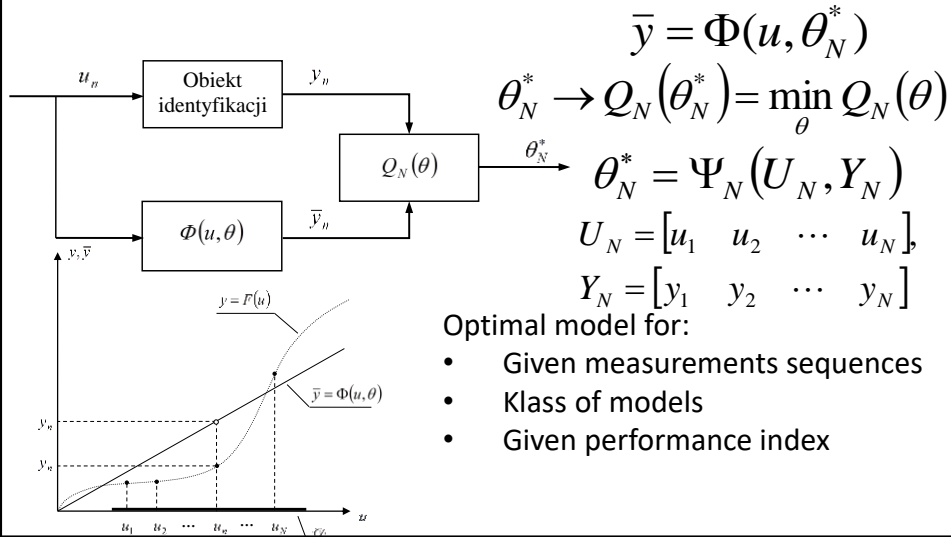 u_n
Obiekt
identyfikacji
y_n
Q_N(θ)
θ*_N
Φ(u,θ)
ȳ_n
ȳ = Φ(u, θ*_N)
θ*_N → Q_N(θ*_N) = min_θ Q_N(θ)
θ*_N = Ψ_N(U_N, Y_N)
U_N = [u_1 u_2 ⋯ u_N],
Y_N = [y_1 y_2 ⋯ y_N]
y, ȳ
y = F(u)
ȳ = Φ(u,θ)
y_n
y_n
u_1 u_2 ⋯ u_n ⋯ u_N
u
Optimal model for:
• Given measurements sequences
• Klass of models
• Given performance index